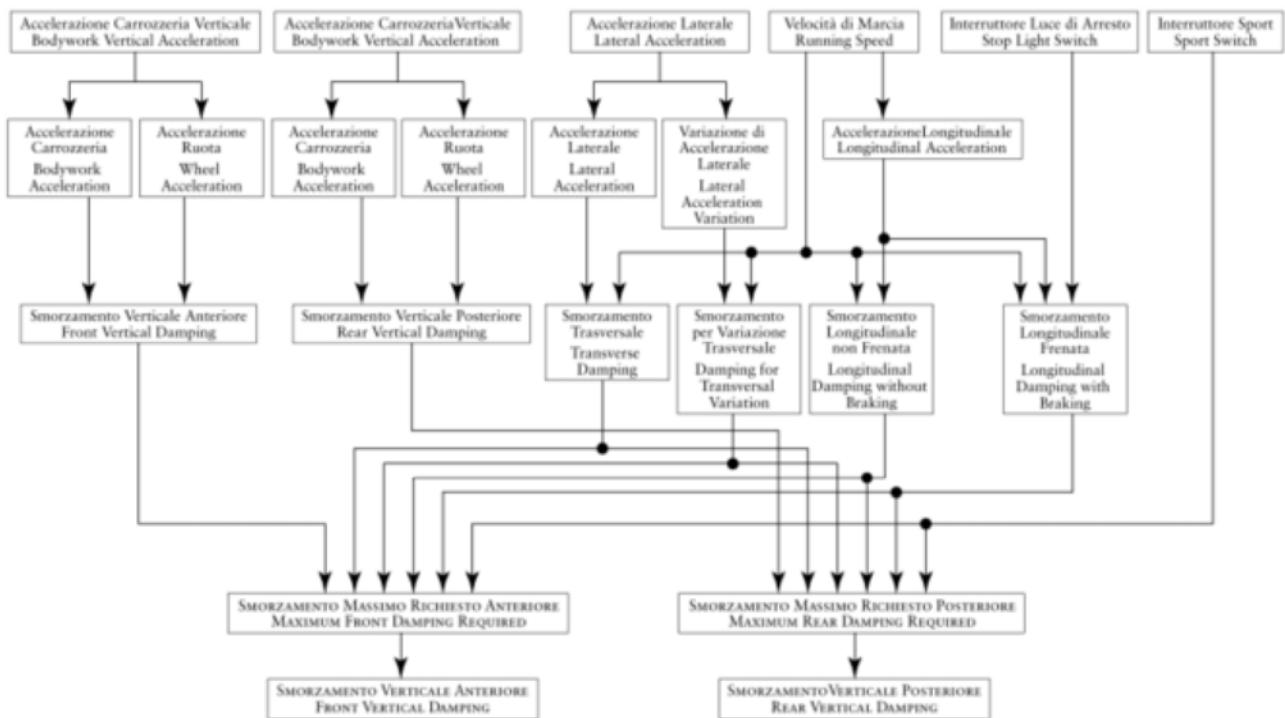 Accelerazione Carrozzeria Verticale
Bodywork Vertical Acceleration
Accelerazione CarrozzeriaVerticale
Bodywork Vertical Acceleration
Accelerazione Laterale
Lateral Acceleration
Velocità di Marcia
Running Speed
Interruttore Luce di Arresto
Stop Light Switch
Interruttore Sport
Sport Switch
Accelerazione
Carrozzeria
Bodywork
Acceleration
Accelerazione
Ruota
Wheel
Acceleration
Accelerazione
Carrozzeria
Bodywork
Acceleration
Accelerazione
Ruota
Wheel
Acceleration
Accelerazione
Laterale
Lateral
Acceleration
Variazione di
Accelerazione
Laterale
Lateral
Acceleration
Variation
AccelerazioneLongitudinale
Longitudinal Acceleration
Smorzamento Verticale Anteriore
Front Vertical Damping
Smorzamento Verticale Posteriore
Rear Vertical Damping
Smorzamento
Trasversale
Transverse
Damping
Smorzamento
per Variazione
Trasversale
Damping for
Transversal
Variation
Smorzamento
Longitudinale
non Frenata
Longitudinal
Damping without
Braking
Smorzamento
Longitudinale
Frenata
Longitudinal
Damping with
Braking
Smorzamento Massimo Richiesto Anteriore
Maximum Front Damping Required
Smorzamento Massimo Richiesto Posteriore
Maximum Rear Damping Required
Smorzamento Verticale Anteriore
Front Vertical Damping
SmorzamentoVerticale Posteriore
Rear Vertical Damping